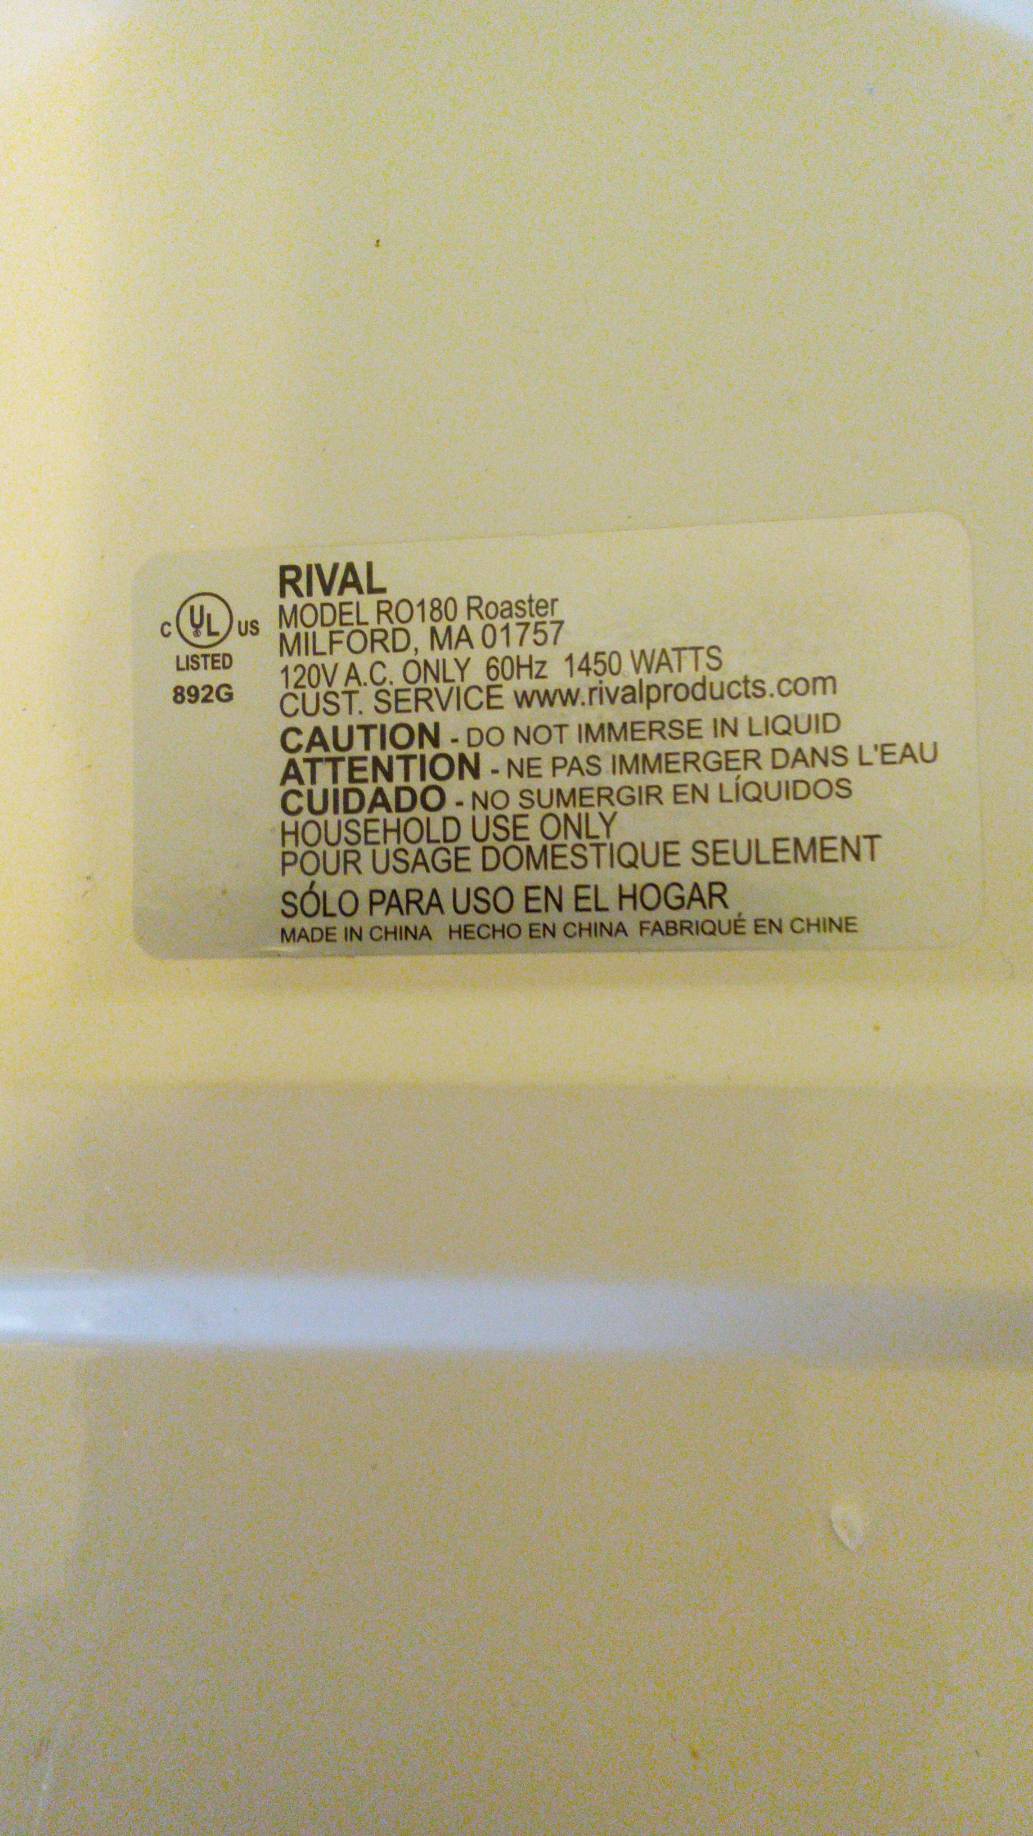 RIVAL
MODEL RO180 Roaster
MILFORD, MA 01757
120V A.C. ONLY 60Hz 1450 WATTS
CUST. SERVICE www.rivalproducts.com
CAUTION - DO NOT IMMERSE IN LIQUID
ATTENTION - NE PAS IMMERGER DANS L'EAU
CUIDADO - NO SUMERGIR EN LÍQUIDOS
HOUSEHOLD USE ONLY
POUR USAGE DOMESTIQUE SEULEMENT
SÓLO PARA USO EN EL HOGAR
MADE IN CHINA HECHO EN CHINA FABRIQUÉ EN CHINE
C UL US
LISTED
892G